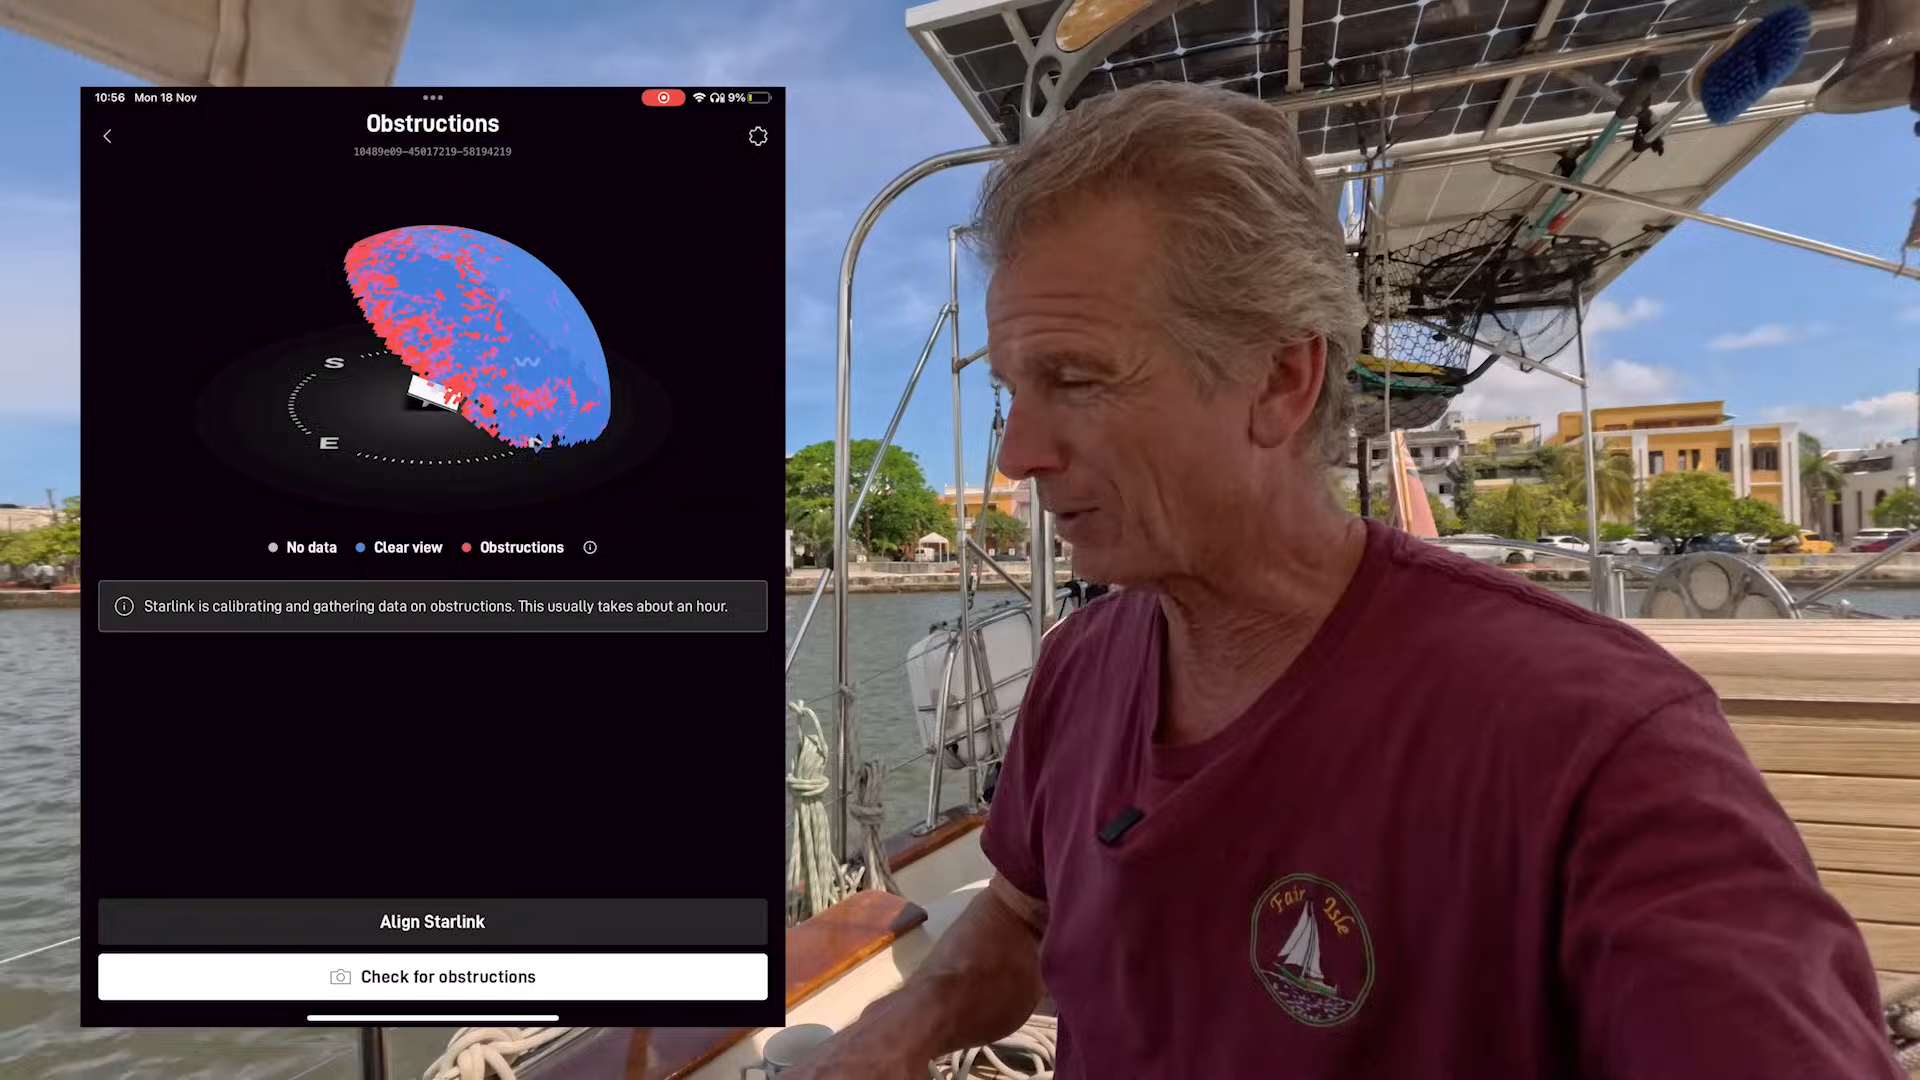 10:56 Mon 18 Nov
9%
Obstructions
10489e09-45017219-58194219
S
W
E
No data
Clear view
Obstructions
Starlink is calibrating and gathering data on obstructions. This usually takes about an hour.
Align Starlink
Check for obstructions
Fair Isle